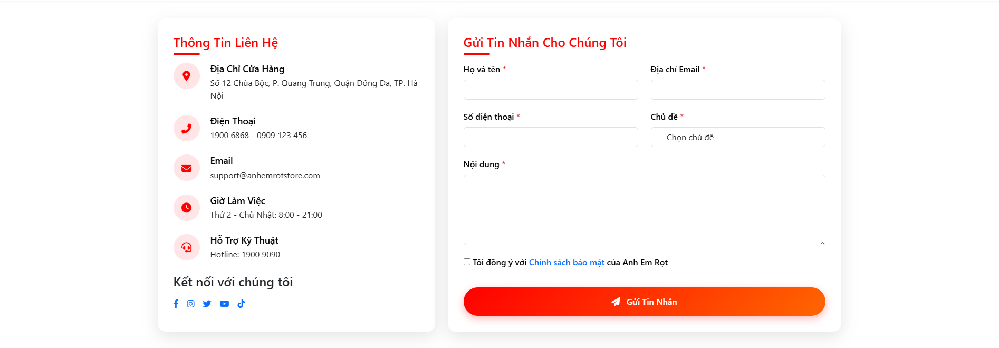 Thông Tin Liên Hệ
Địa Chỉ Cửa Hàng
Số 12 Chùa Bộc, P. Quang Trung, Quận Đống Đa, TP. Hà
Nội
Điện Thoại
1900 6868 - 0909 123 456
Email
support@anhemrotstore.com
Giờ Làm Việc
Thứ 2 - Chủ Nhật: 8:00 - 21:00
Hỗ Trợ Kỹ Thuật
Hotline: 1900 9090
Kết nối với chúng tôi
Gửi Tin Nhắn Cho Chúng Tôi
Họ và tên *
Địa chỉ Email *
Số điện thoại *
Chủ đề *
-- Chọn chủ đề --
Nội dung *
Tôi đồng ý với Chính sách bảo mật của Anh Em Rọt
Gửi Tin Nhắn